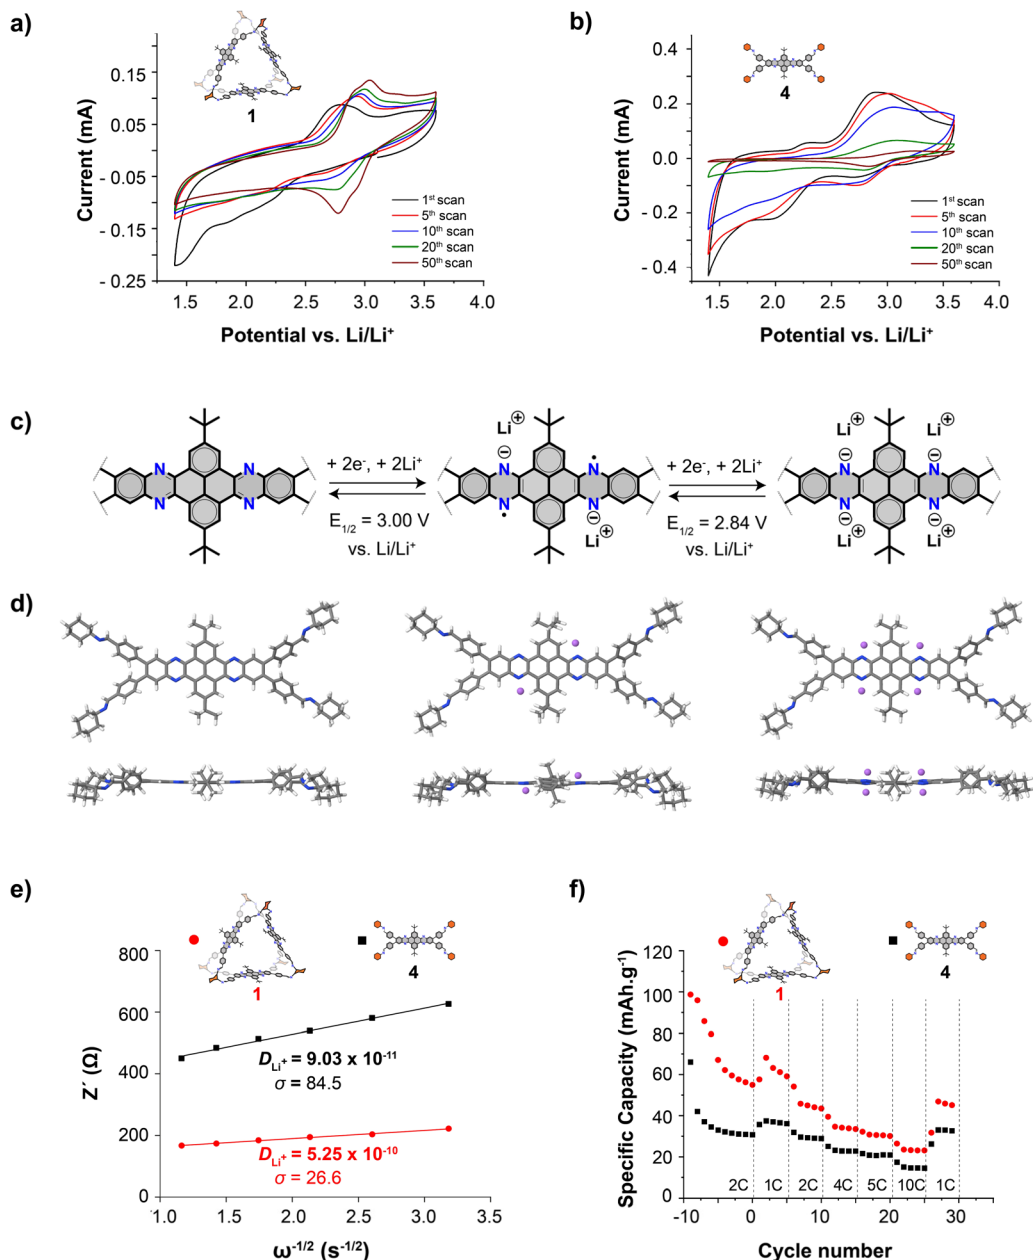 a)
0.15
0.05
- 0.05
- 0.15
- 0.25
Current (mA)
1
1st scan
5th scan
10th scan
20th scan
50th scan
1.5 2.0 2.5 3.0 3.5 4.0
Potential vs. Li/Li+
b)
0.4
0.2
0.0
- 0.2
- 0.4
Current (mA)
4
1st scan
5th scan
10th scan
20th scan
50th scan
1.5 2.0 2.5 3.0 3.5 4.0
Potential vs. Li/Li+
c)
N N
N N
+ 2e-, + 2Li+
E1/2 = 3.00 V
vs. Li/Li+
Li+
N N
N N
Li+
+ 2e-, + 2Li+
E1/2 = 2.84 V
vs. Li/Li+
Li+ Li+
N N
N N
Li+ Li+
d)
e)
1
4
800
600
400
200
0
Z´ (Ω)
DLi+ = 9.03 x 10-11
σ = 84.5
DLi+ = 5.25 x 10-10
σ = 26.6
1.0 1.5 2.0 2.5 3.0 3.5
ω-1/2 (s-1/2)
f)
1
4
120
100
80
60
40
20
0
Specific Capacity (mAh.g-1)
2C 1C 2C 4C 5C 10C 1C
-10 0 10 20 30
Cycle number